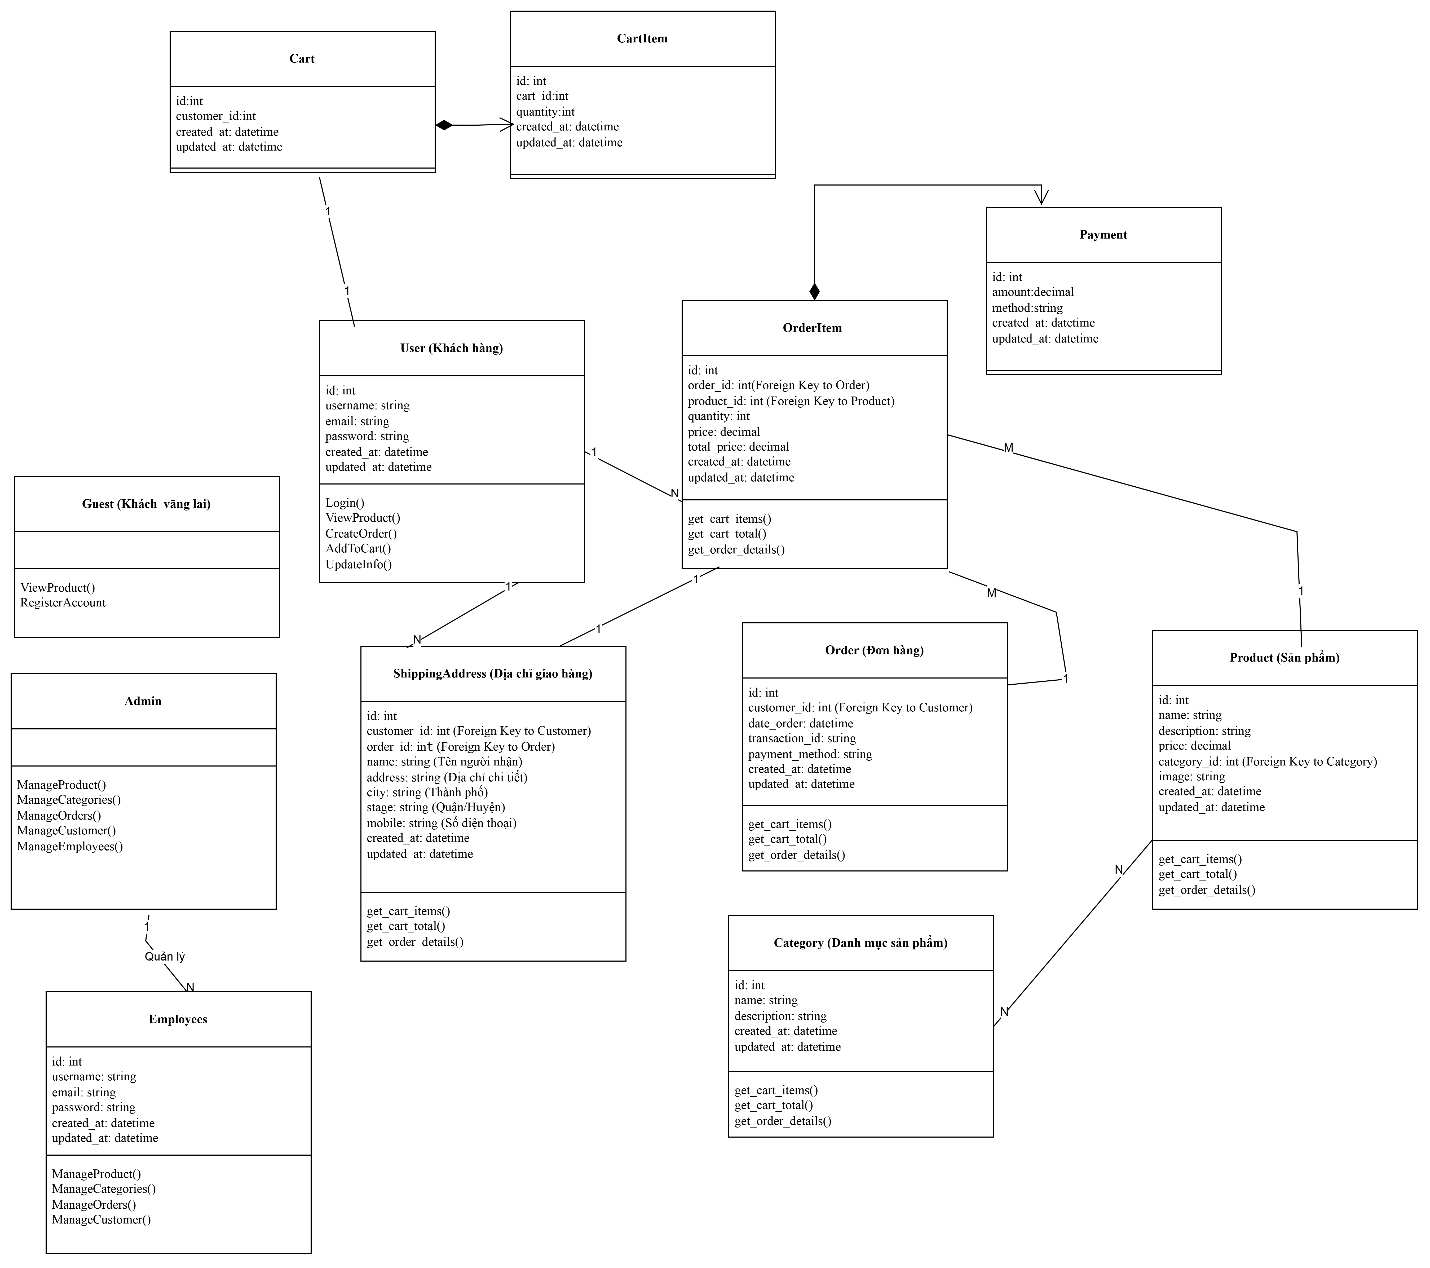 Cart
id:int
customer_id:int
created_at: datetime
updated_at: datetime
CartItem
id: int
cart_id:int
quantity:int
created_at: datetime
updated_at: datetime
Payment
id: int
amount:decimal
method:string
created_at: datetime
updated_at: datetime
1
1
User (Khách hàng)
id: int
username: string
email: string
password: string
created_at: datetime
updated_at: datetime
Login()
ViewProduct()
CreateOrder()
AddToCart()
UpdateInfo()
OrderItem
id: int
order_id: int(Foreign Key to Order)
product_id: int (Foreign Key to Product)
quantity: int
price: decimal
total_price: decimal
created_at: datetime
updated_at: datetime
get_cart_items()
get_cart_total()
get_order_details()
1
N
M
1
Guest (Khách vãng lai)
ViewProduct()
RegisterAccount
1
N
1
1
M
1
ShippingAddress (Địa chỉ giao hàng)
id: int
customer_id: int (Foreign Key to Customer)
order_id: int (Foreign Key to Order)
name: string (Tên người nhận)
address: string (Địa chỉ chi tiết)
city: string (Thành phố)
stage: string (Quận/Huyện)
mobile: string (Số điện thoại)
created_at: datetime
updated_at: datetime
get_cart_items()
get_cart_total()
get_order_details()
Order (Đơn hàng)
id: int
customer_id: int (Foreign Key to Customer)
date_order: datetime
transaction_id: string
payment_method: string
created_at: datetime
updated_at: datetime
get_cart_items()
get_cart_total()
get_order_details()
Product (Sản phẩm)
id: int
name: string
description: string
price: decimal
category_id: int (Foreign Key to Category)
image: string
created_at: datetime
updated_at: datetime
get_cart_items()
get_cart_total()
get_order_details()
Admin
ManageProduct()
ManageCategories()
ManageOrders()
ManageCustomer()
ManageEmployees()
1
Quản lý
N
N
N
Category (Danh mục sản phẩm)
id: int
name: string
description: string
created_at: datetime
updated_at: datetime
get_cart_items()
get_cart_total()
get_order_details()
Employees
id: int
username: string
email: string
password: string
created_at: datetime
updated_at: datetime
ManageProduct()
ManageCategories()
ManageOrders()
ManageCustomer()